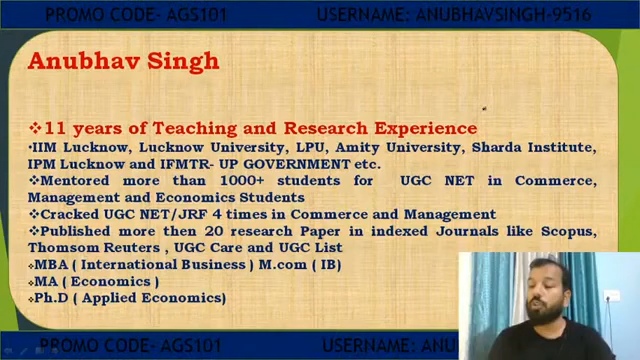 PROMO CODE- AGS101 USERNAME: ANUBHAVSINGH-9516
Anubhav Singh
❖11 years of Teaching and Research Experience
•IIM Lucknow, Lucknow University, LPU, Amity University, Sharda Institute,
IPM Lucknow and IFMTR- UP GOVERNMENT etc.
❖Mentored more than 1000+ students for UGC NET in Commerce,
Management and Economics Students
❖Cracked UGC NET/JRF 4 times in Commerce and Management
❖Published more then 20 research Paper in indexed Journals like Scopus,
Thomsom Reuters , UGC Care and UGC List
❖MBA ( International Business ) M.com ( IB)
❖MA ( Economics )
❖Ph.D ( Applied Economics)
PROMO CODE- AGS101 USERNAME: ANU